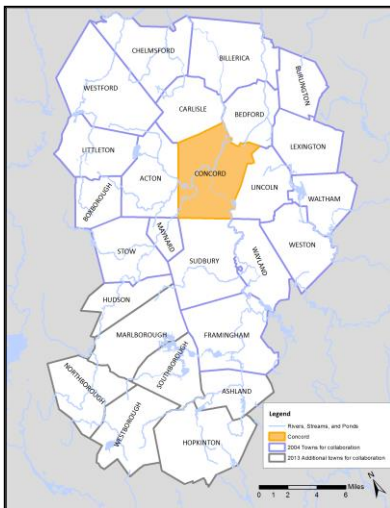 CHELMSFORD
BILLERICA
WESTFORD
BURLINGTON
CARLISLE
BEDFORD
LITTLETON
LEXINGTON
ACTON
CONCORD
LINCOLN
BOXBOROUGH
WALTHAM
STOW
MAYNARD
SUDBURY
WAYLAND
WESTON
HUDSON
MARLBOROUGH
FRAMINGHAM
NORTHBOROUGH
SOUTHBOROUGH
ASHLAND
WESTBOROUGH
HOPKINTON
Legend
Rivers, Streams, and Ponds
Concord
2004 Towns for collaboration
2013 Additional towns for collaboration
0 2 4 6
Miles
N